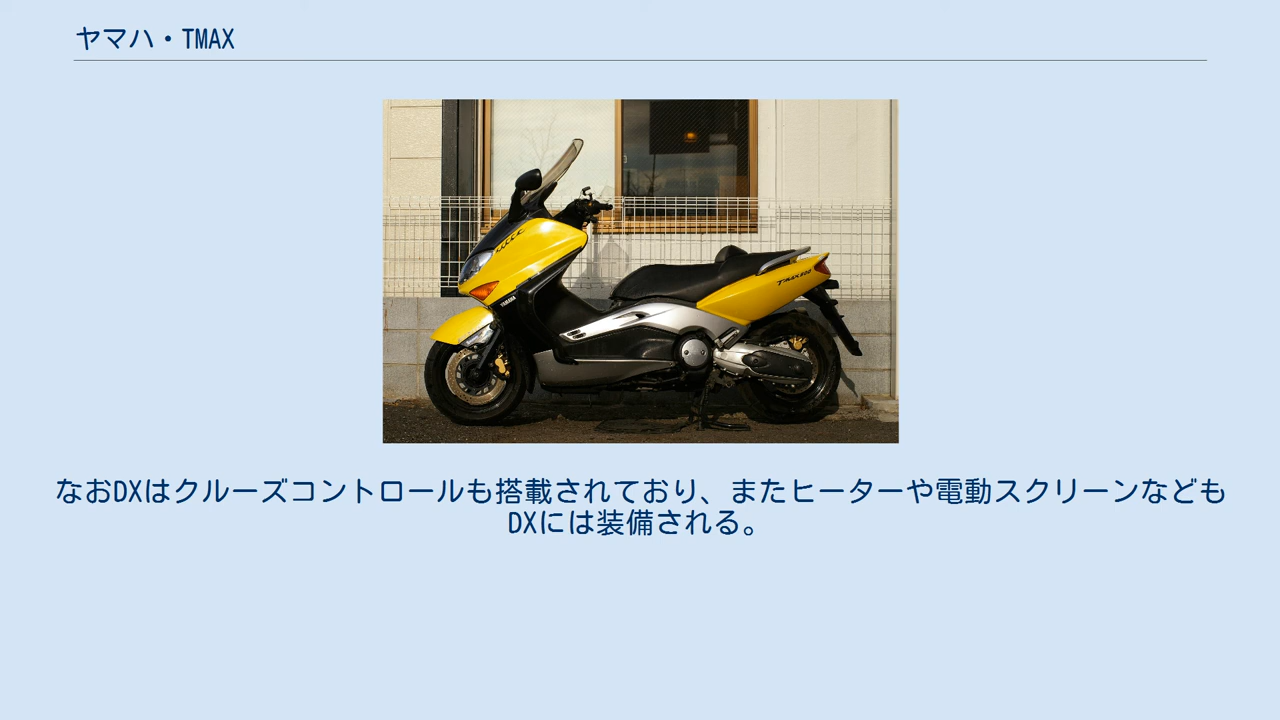 ヤマハ・TMAX
YAMAHA
なおDXはクルーズコントロールも搭載されており、またヒーターや電動スクリーンなども
DXには装備される。